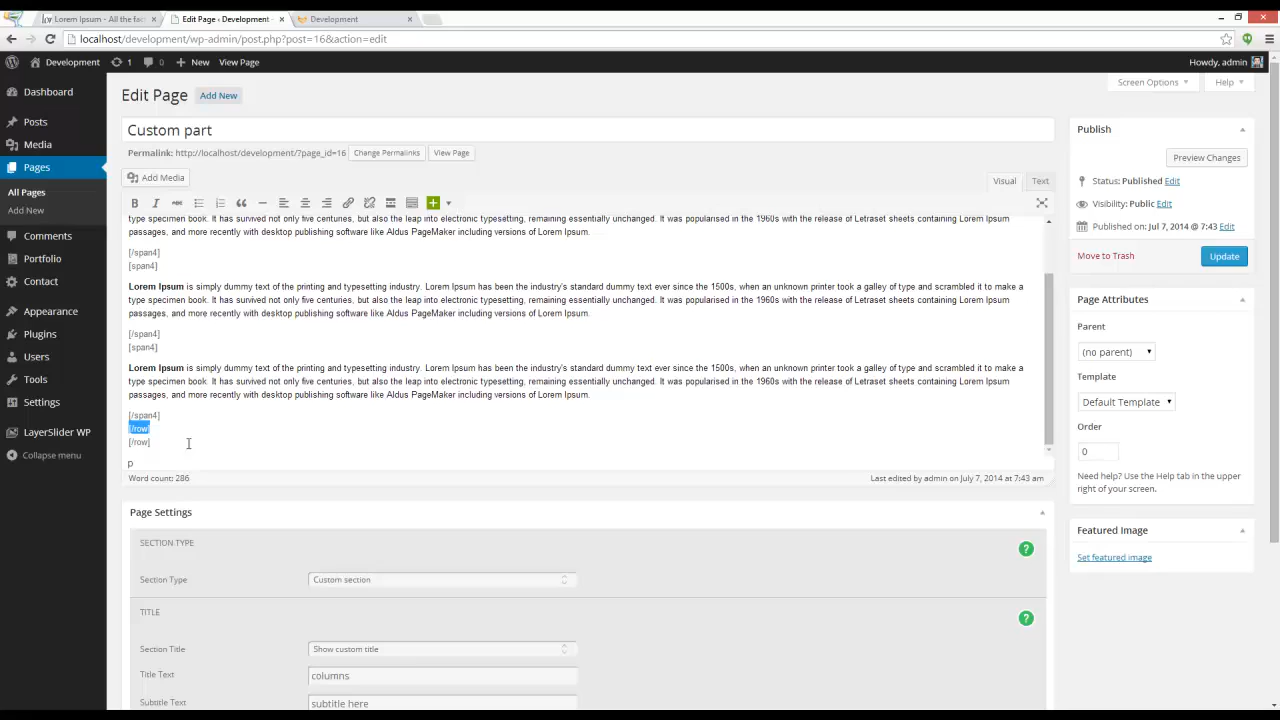 Lorem Ipsum - All the fac
Edit Page ‹ Development -
Development
localhost/development/wp-admin/post.php?post=16&action=edit
Development
1
0
New
View Page
Howdy, admin
Dashboard
Posts
Media
Pages
All Pages
Add New
Comments
Portfolio
Contact
Appearance
Plugins
Users
Tools
Settings
LayerSlider WP
Collapse menu
Screen Options
Help
Edit Page
Add New
Custom part
Permalink: http://localhost/development/?page_id=16
Change Permalinks
View Page
Add Media
Visual
Text
B I ABC
type specimen book. It has survived not only five centuries, but also the leap into electronic typesetting, remaining essentially unchanged. It was popularised in the 1960s with the release of Letraset sheets containing Lorem Ipsum
passages, and more recently with desktop publishing software like Aldus PageMaker including versions of Lorem Ipsum.
[/span4]
[span4]
Lorem Ipsum is simply dummy text of the printing and typesetting industry. Lorem Ipsum has been the industry's standard dummy text ever since the 1500s, when an unknown printer took a galley of type and scrambled it to make a
type specimen book. It has survived not only five centuries, but also the leap into electronic typesetting, remaining essentially unchanged. It was popularised in the 1960s with the release of Letraset sheets containing Lorem Ipsum
passages, and more recently with desktop publishing software like Aldus PageMaker including versions of Lorem Ipsum.
[/span4]
[span4]
Lorem Ipsum is simply dummy text of the printing and typesetting industry. Lorem Ipsum has been the industry's standard dummy text ever since the 1500s, when an unknown printer took a galley of type and scrambled it to make a
type specimen book. It has survived not only five centuries, but also the leap into electronic typesetting, remaining essentially unchanged. It was popularised in the 1960s with the release of Letraset sheets containing Lorem Ipsum
passages, and more recently with desktop publishing software like Aldus PageMaker including versions of Lorem Ipsum.
[/span4]
[/row]
[/row]
p
Word count: 286
Last edited by admin on July 7, 2014 at 7:43 am
Page Settings
SECTION TYPE
?
Section Type
Custom section
TITLE
?
Section Title
Show custom title
Title Text
columns
Subtitle Text
subtitle here
Publish
Preview Changes
Status: Published Edit
Visibility: Public Edit
Published on: Jul 7, 2014 @ 7:43 Edit
Move to Trash
Update
Page Attributes
Parent
(no parent)
Template
Default Template
Order
0
Need help? Use the Help tab in the upper
right of your screen.
Featured Image
Set featured image